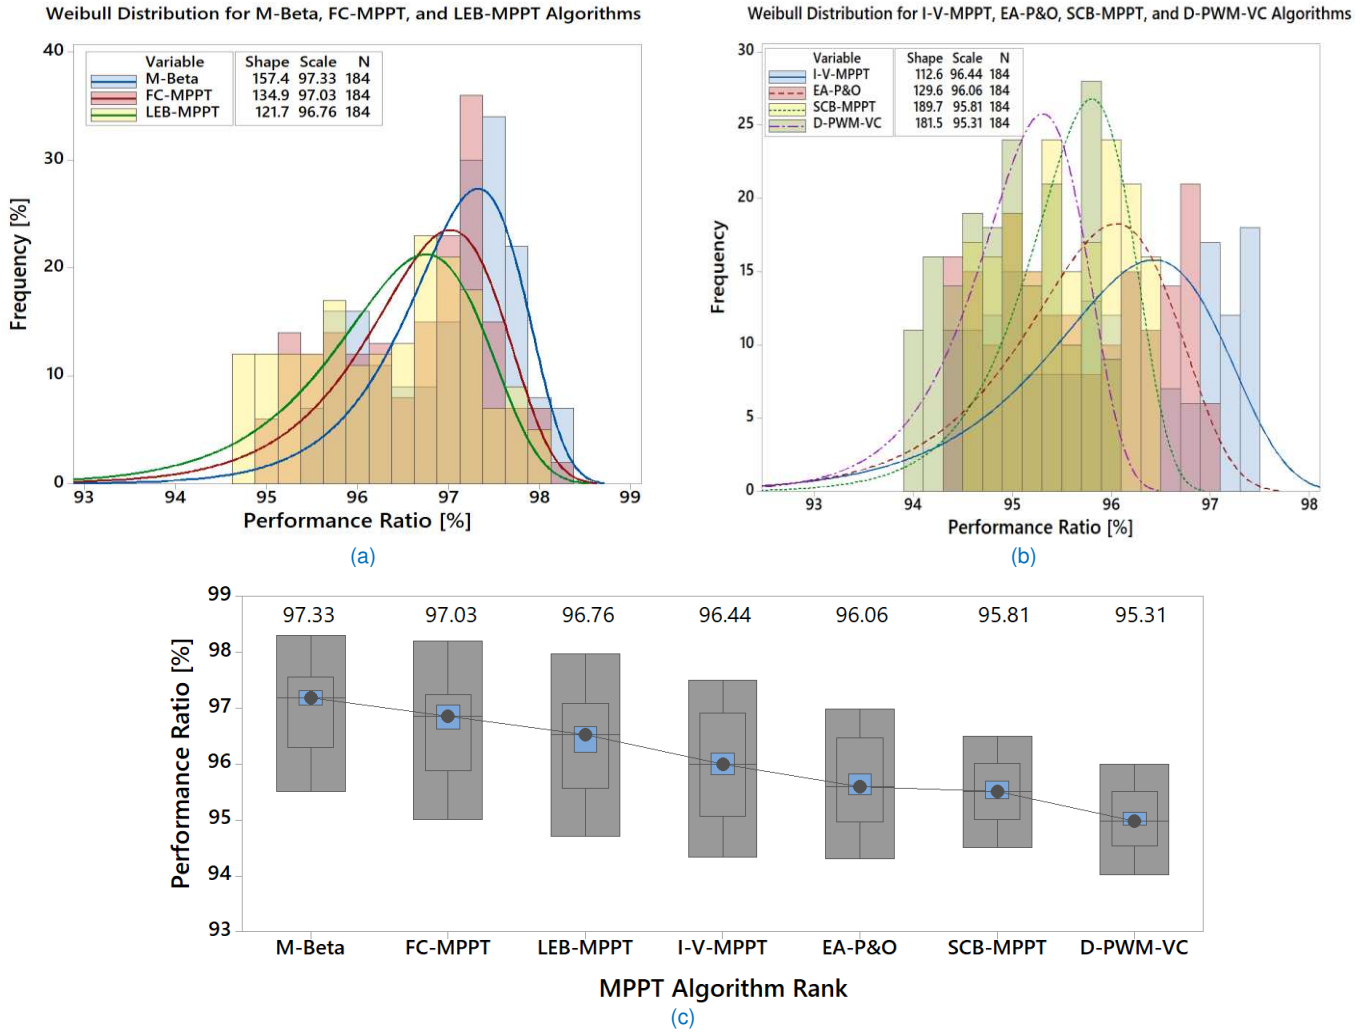 Weibull Distribution for M-Beta, FC-MPPT, and LEB-MPPT Algorithms
Variable Shape Scale N
M-Beta 157.4 97.33 184
FC-MPPT 134.9 97.03 184
LEB-MPPT 121.7 96.76 184
Frequency [%]
40
30
20
10
0
93 94 95 96 97 98 99
Performance Ratio [%]
(a)
Weibull Distribution for I-V-MPPT, EA-P&O, SCB-MPPT, and D-PWM-VC Algorithms
Variable Shape Scale N
I-V-MPPT 112.6 96.44 184
EA-P&O 129.6 96.06 184
SCB-MPPT 189.7 95.81 184
D-PWM-VC 181.5 95.31 184
Frequency
30
25
20
15
10
5
0
93 94 95 96 97 98
Performance Ratio [%]
(b)
Performance Ratio [%]
99
98
97
96
95
94
93
97.33 97.03 96.76 96.44 96.06 95.81 95.31
M-Beta FC-MPPT LEB-MPPT I-V-MPPT EA-P&O SCB-MPPT D-PWM-VC
MPPT Algorithm Rank
(c)